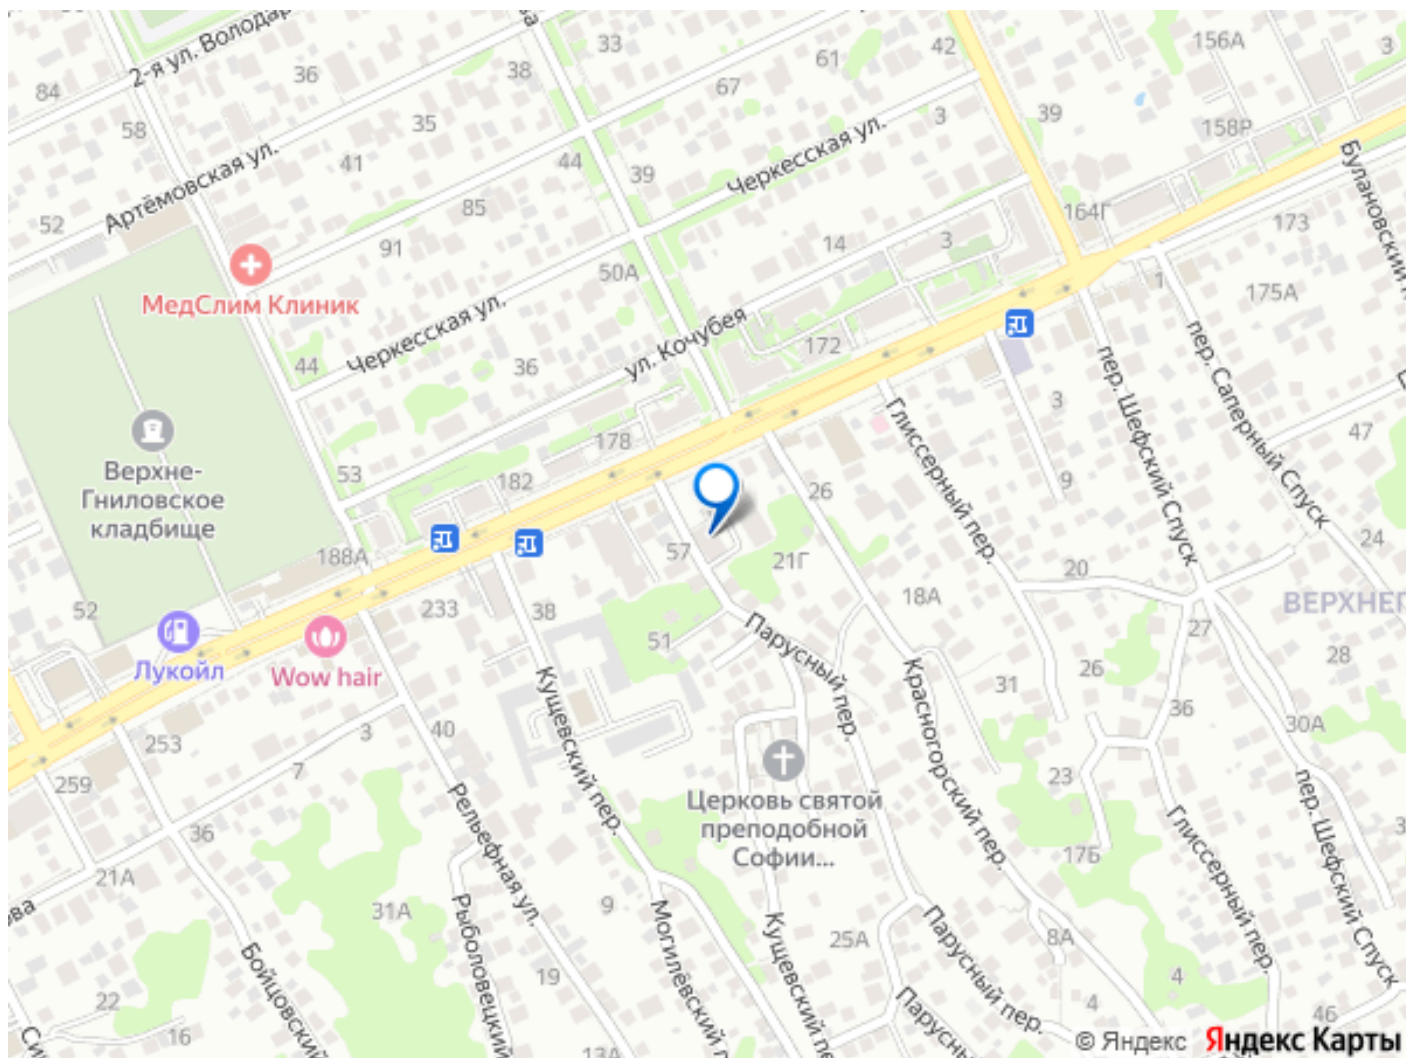 33
61
42
156А
3
2-я ул. Володар
36
38
67
84
58
35
3
39
158Р
Артёмовская ул.
41
44
39
Черкесская ул.
Булановский п
52
85
164Г
173
91
50А
14
3
МедСлим Клиник
Черкесская ул.
175А
1
44
36
ул. Кочубея
172
пер. Саперный Спуск
пер. Шефский Спуск
3
Глиссерный пер.
47
Верхне-
Гниловское
кладбище
53
182
178
26
9
24
188А
57
21Г
20
18А
ВЕРХНЕГ
52
233
38
51
27
Лукойл
Wow hair
Парусный пер.
Красногорский пер.
28
26
31
36
30А
Кущевский пер.
253
3
40
7
259
Церковь святой
преподобной
Софии...
23
17Б
Глиссерный пер.
пер. Шефский Спуск
36
Рельефная ул.
21А
ова
31А
Рыболовецкий
9
Могилёвский п
Кущевский пе
25А
Парусный пер.
8А
Бойцовский
19
22
16
4
4
Парусный
46
13А
© Яндекс Яндекс Карты